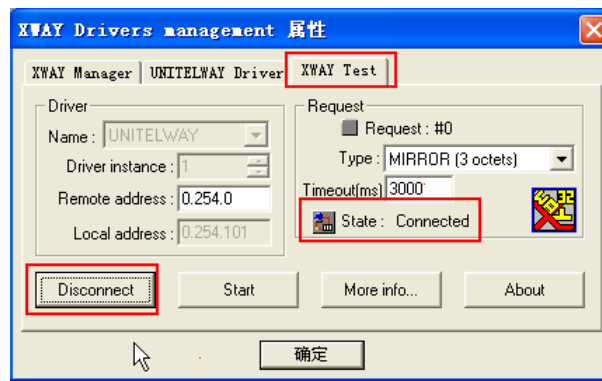 XWAY Drivers management 属性
XWAY Manager
UNITELWAY Driver
XWAY Test
Driver
Name : UNITELWAY
Driver instance : 1
Remote address : 0.254.0
Local address : 0.254.101
Request
Request : #0
Type : MIRROR (3 octets)
Timeout(ms) 3000
State : Connected
Disconnect
Start
More info...
About
确定